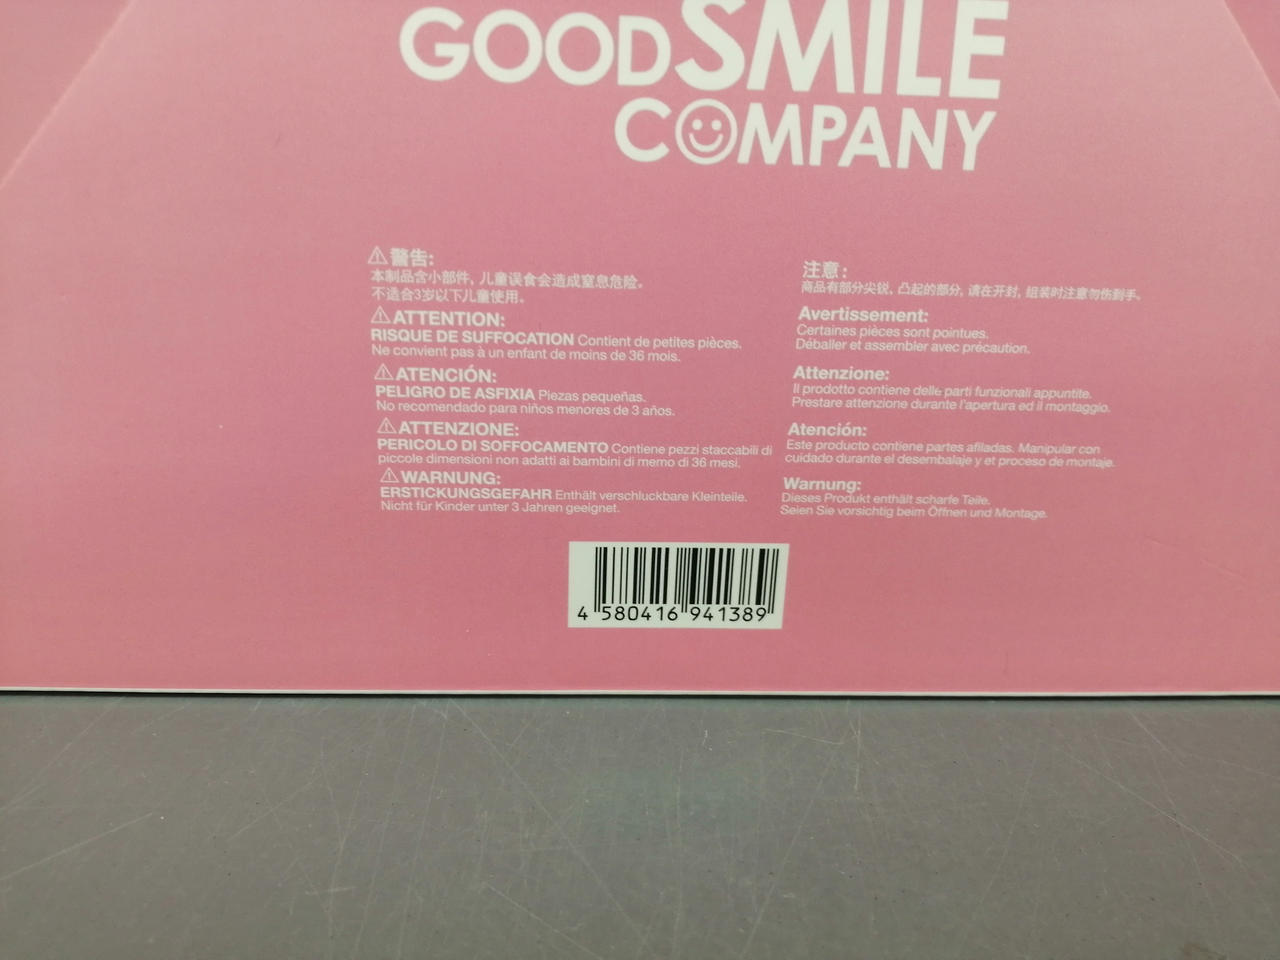 GOODSMILE
COMPANY
⚠警告:
本制品含小部件, 儿童误食会造成窒息危险。
不适合3岁以下儿童使用。
⚠ATTENTION:
RISQUE DE SUFFOCATION Contient de petites pièces.
Ne convient pas à un enfant de moins de 36 mois.
⚠ATENCIÓN:
PELIGRO DE ASFIXIA Piezas pequeñas.
No recomendado para niños menores de 3 años.
⚠ATTENZIONE:
PERICOLO DI SOFFOCAMENTO Contiene pezzi staccabili di
piccole dimensioni non adatti ai bambini di memo di 36 mesi.
⚠WARNUNG:
ERSTICKUNGSGEFAHR Enthält verschluckbare Kleinteile.
Nicht für Kinder unter 3 Jahren geeignet.
注意:
商品有部分尖锐, 凸起的部分, 请在开封, 组装时注意勿伤到手。
Avertissement:
Certaines pièces sont pointues.
Déballer et assembler avec précaution.
Attenzione:
Il prodotto contiene delle parti funzionali appuntite.
Prestare attenzione durante l'apertura ed il montaggio.
Atención:
Este producto contiene partes afiladas. Manipular con
cuidado durante el desembalaje y et proceso de montaje.
Warnung:
Dieses Produkt enthält scharfe Teile.
Seien Sie vorsichtig beim Öffnen und Montage.
4 580416 941389